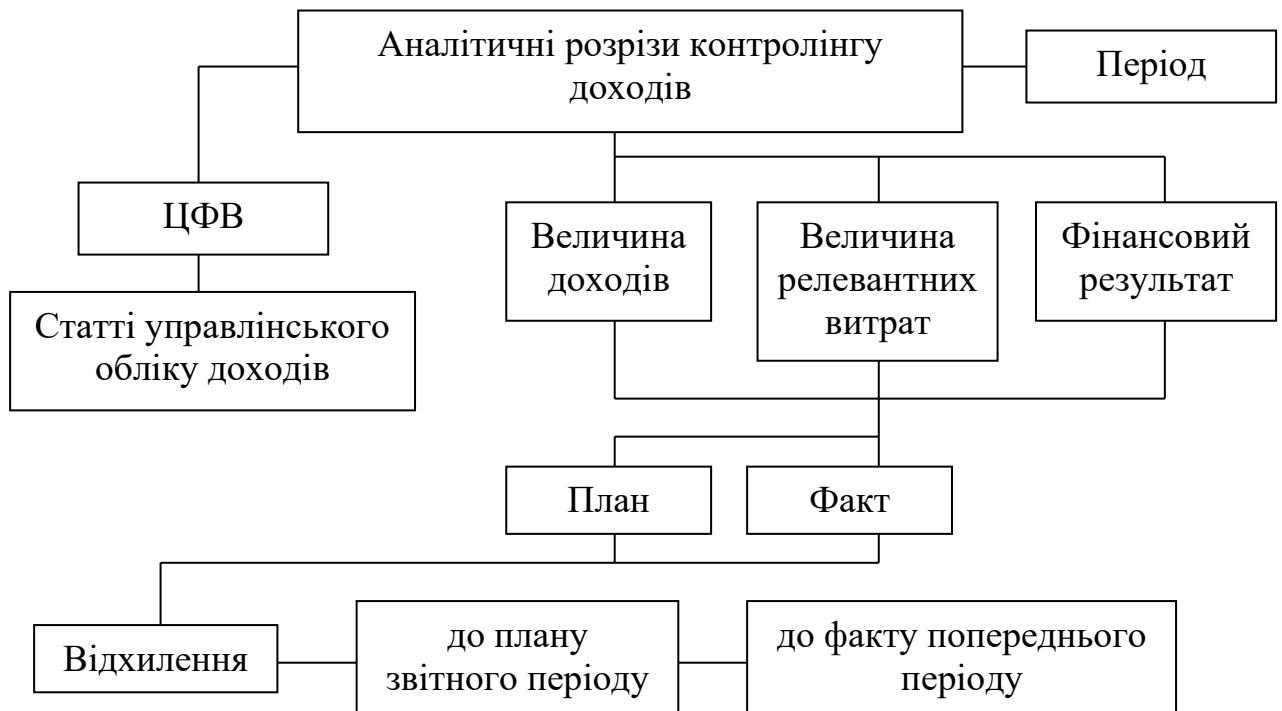 Аналітичні розрізи контролінгу
доходів
Період
ЦФВ
Статті управлінського
обліку доходів
Величина
доходів
Величина
релевантних
витрат
Фінансовий
результат
План
Факт
Відхилення
до плану
звітного періоду
до факту попереднього
періоду